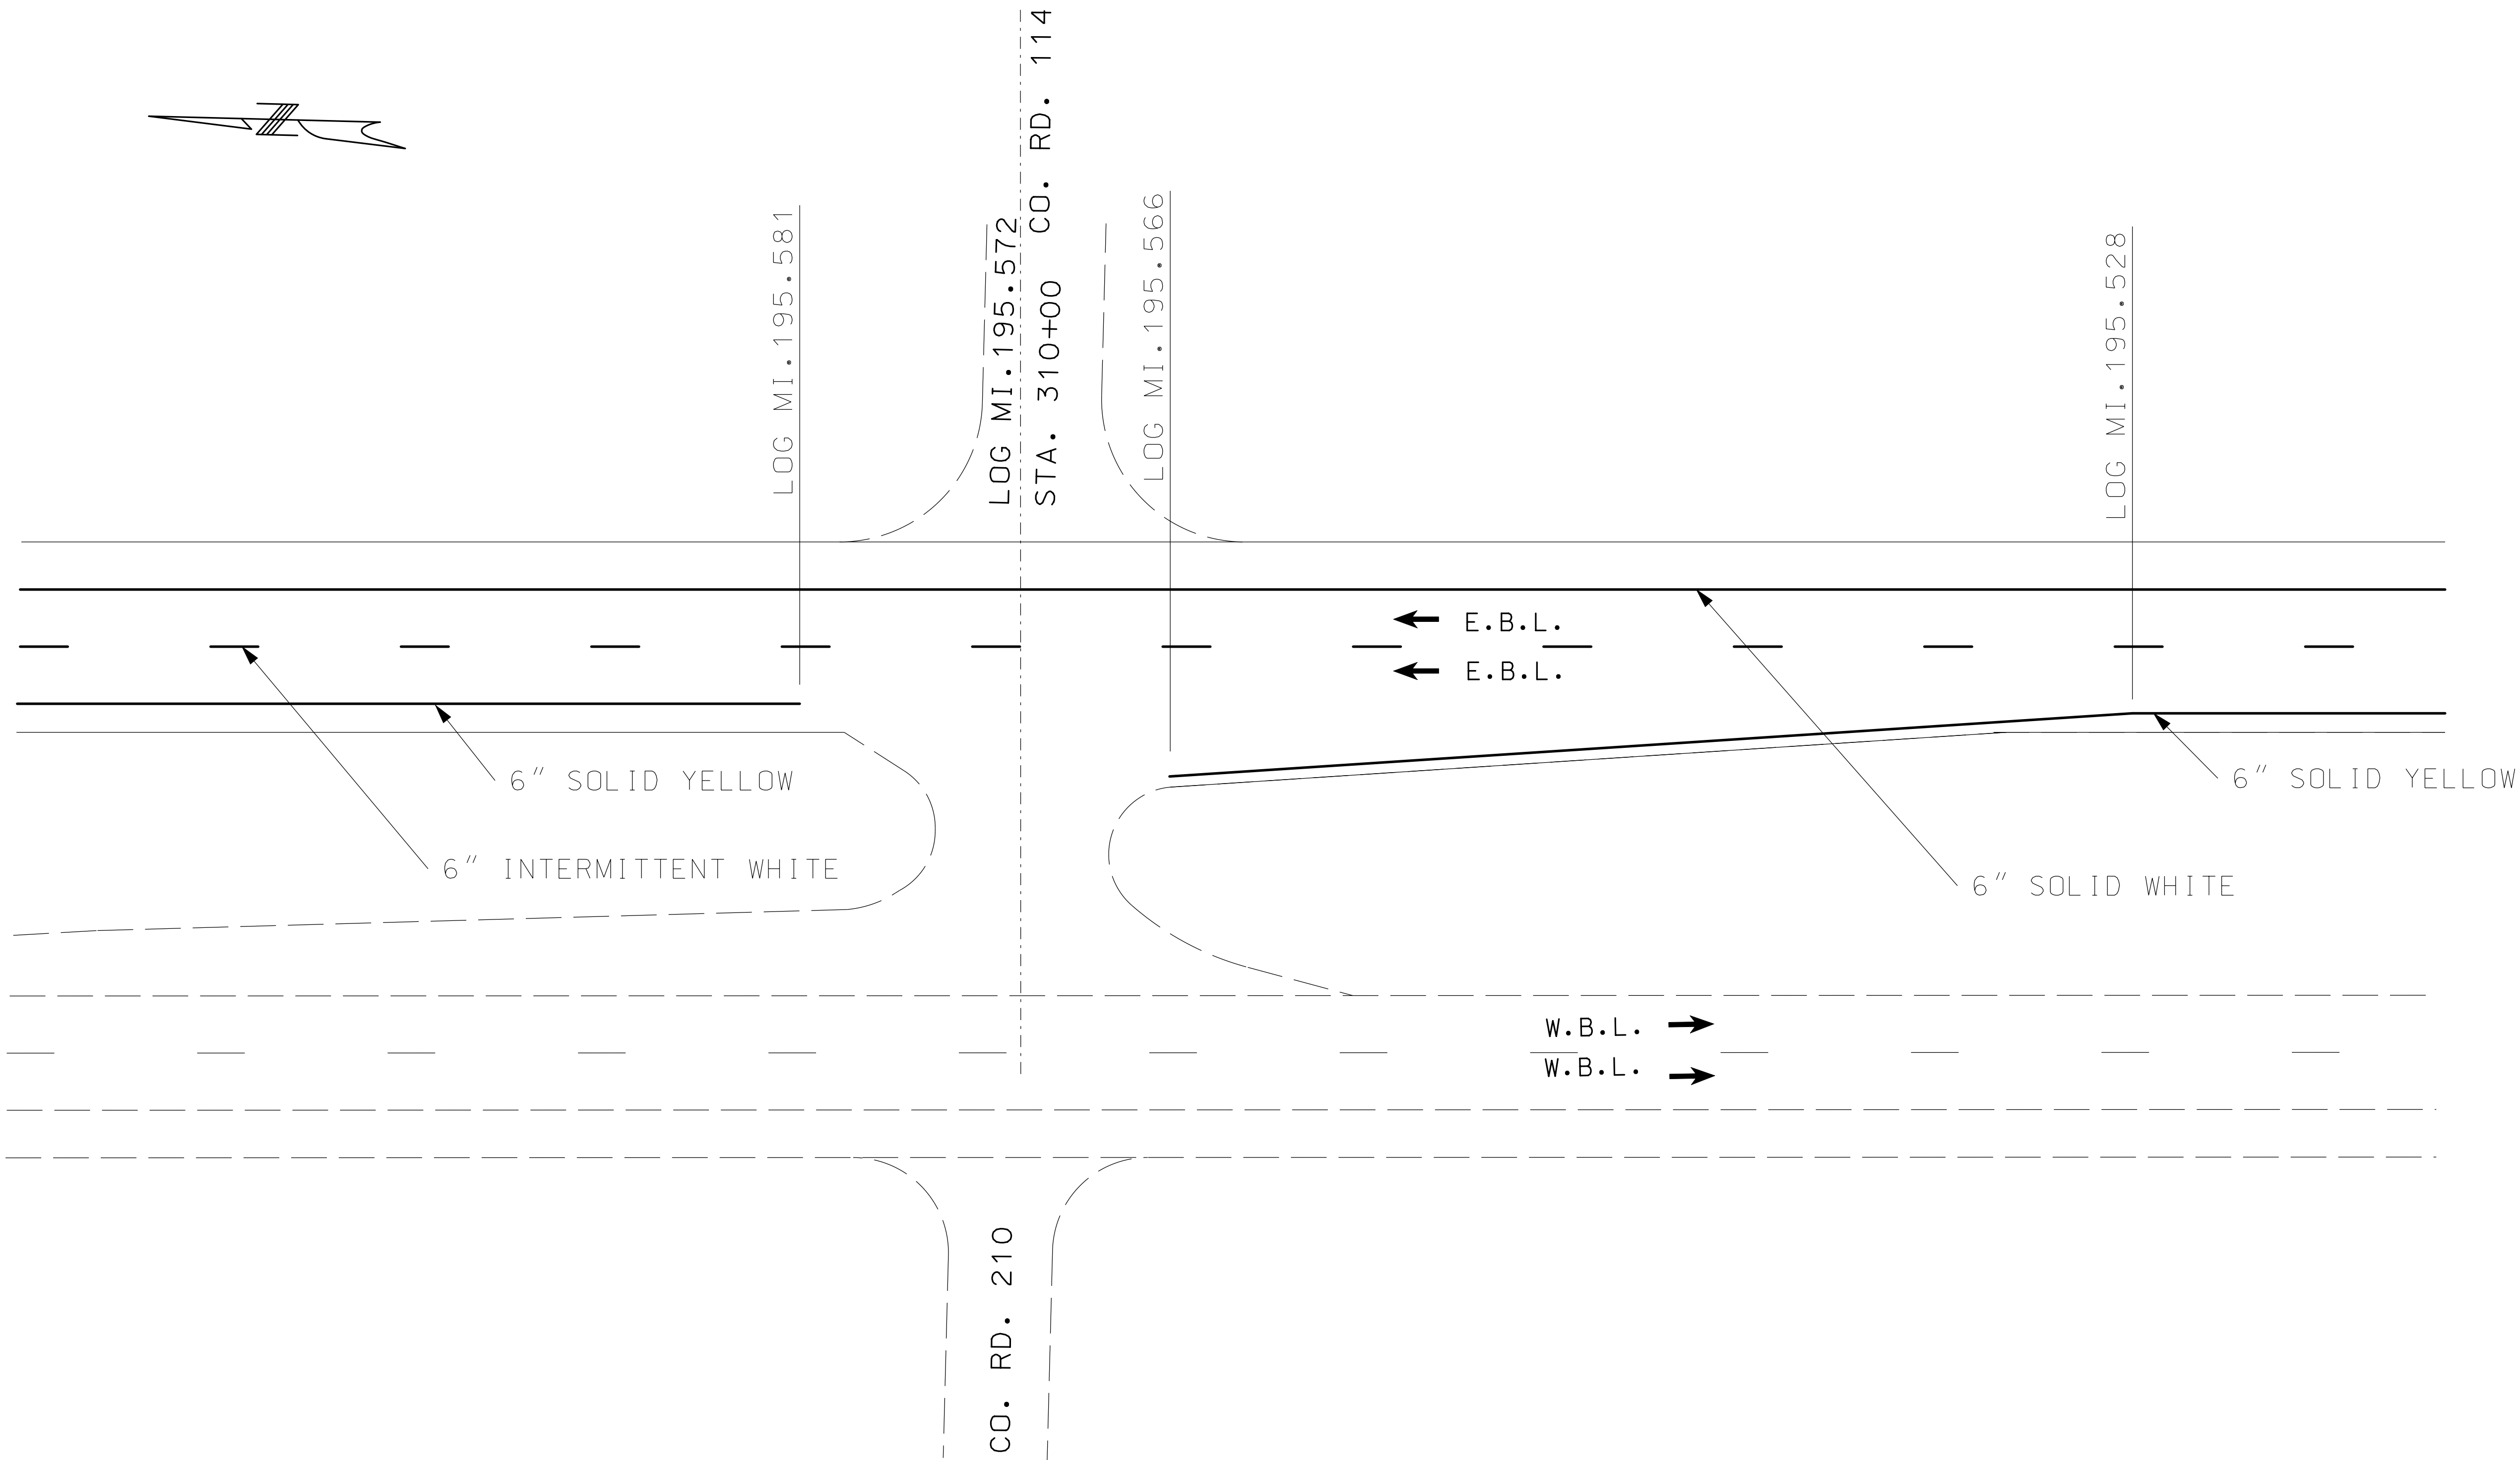 CO. RD. 114
LOG MI.195.581
LOG MI.195.572
STA. 310+00
LOG MI.195.566
LOG MI.195.528
E.B.L.
E.B.L.
6" SOLID YELLOW
6" SOLID YELLOW
6" INTERMITTENT WHITE
6" SOLID WHITE
W.B.L.
W.B.L.
CO. RD. 210